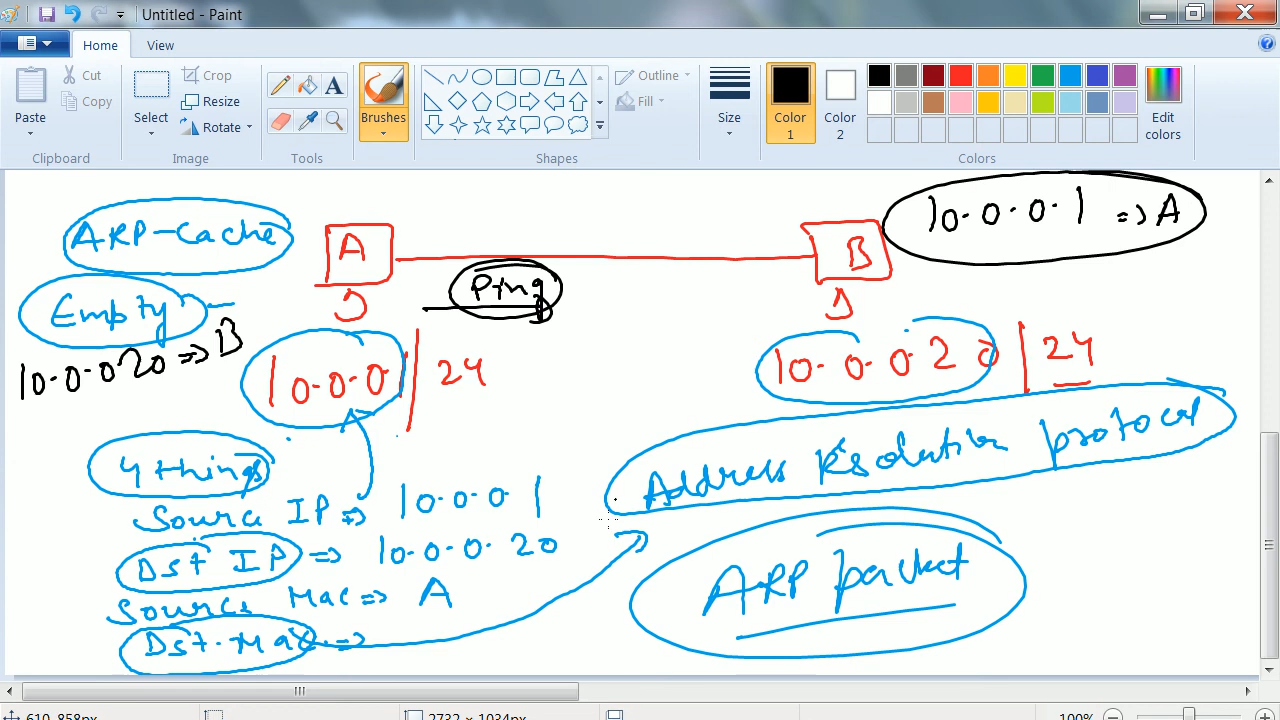 Untitled - Paint
Home View
Cut
Copy
Paste
Clipboard
Select
Crop
Resize
Rotate
Image
Tools
Brushes
Outline
Fill
Shapes
Size
Color 1
Color 2
Edit colors
Colors
ARP-Cache
A
B
10.0.0.1 => A
Empty
Ping
10.0.0 20 => B
10.0.0 1 | 24
10.0.0.20 | 24
4 things
Address Resolution protocal
Source IP => 10.0.0 1
Dst IP => 10.0.0.20
Source Mac => A
Dst. Mac =>
ARP packet
610, 858px
2732 × 1034px
100%